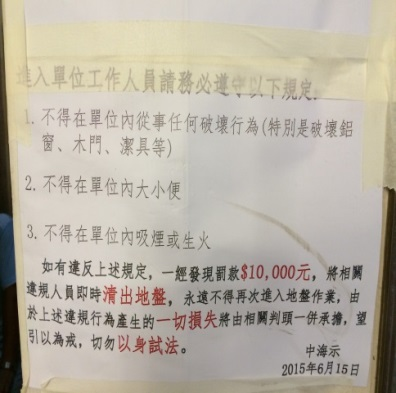 進入單位工作人員請務必遵守以下規定:
1. 不得在單位內從事任何破壞行為(特別是破壞鋁
窗、木門、潔具等)
2. 不得在單位內大小便
3. 不得在單位內吸煙或生火
如有違反上述規定，一經發現罰款$10,000元，將相關
違規人員即時清出地盤，永遠不得再次進入地盤作業，由
於上述違規行為產生的一切損失將由相關判頭一併承擔，望
引以為戒，切勿以身試法。
中海示
2015年6月15日